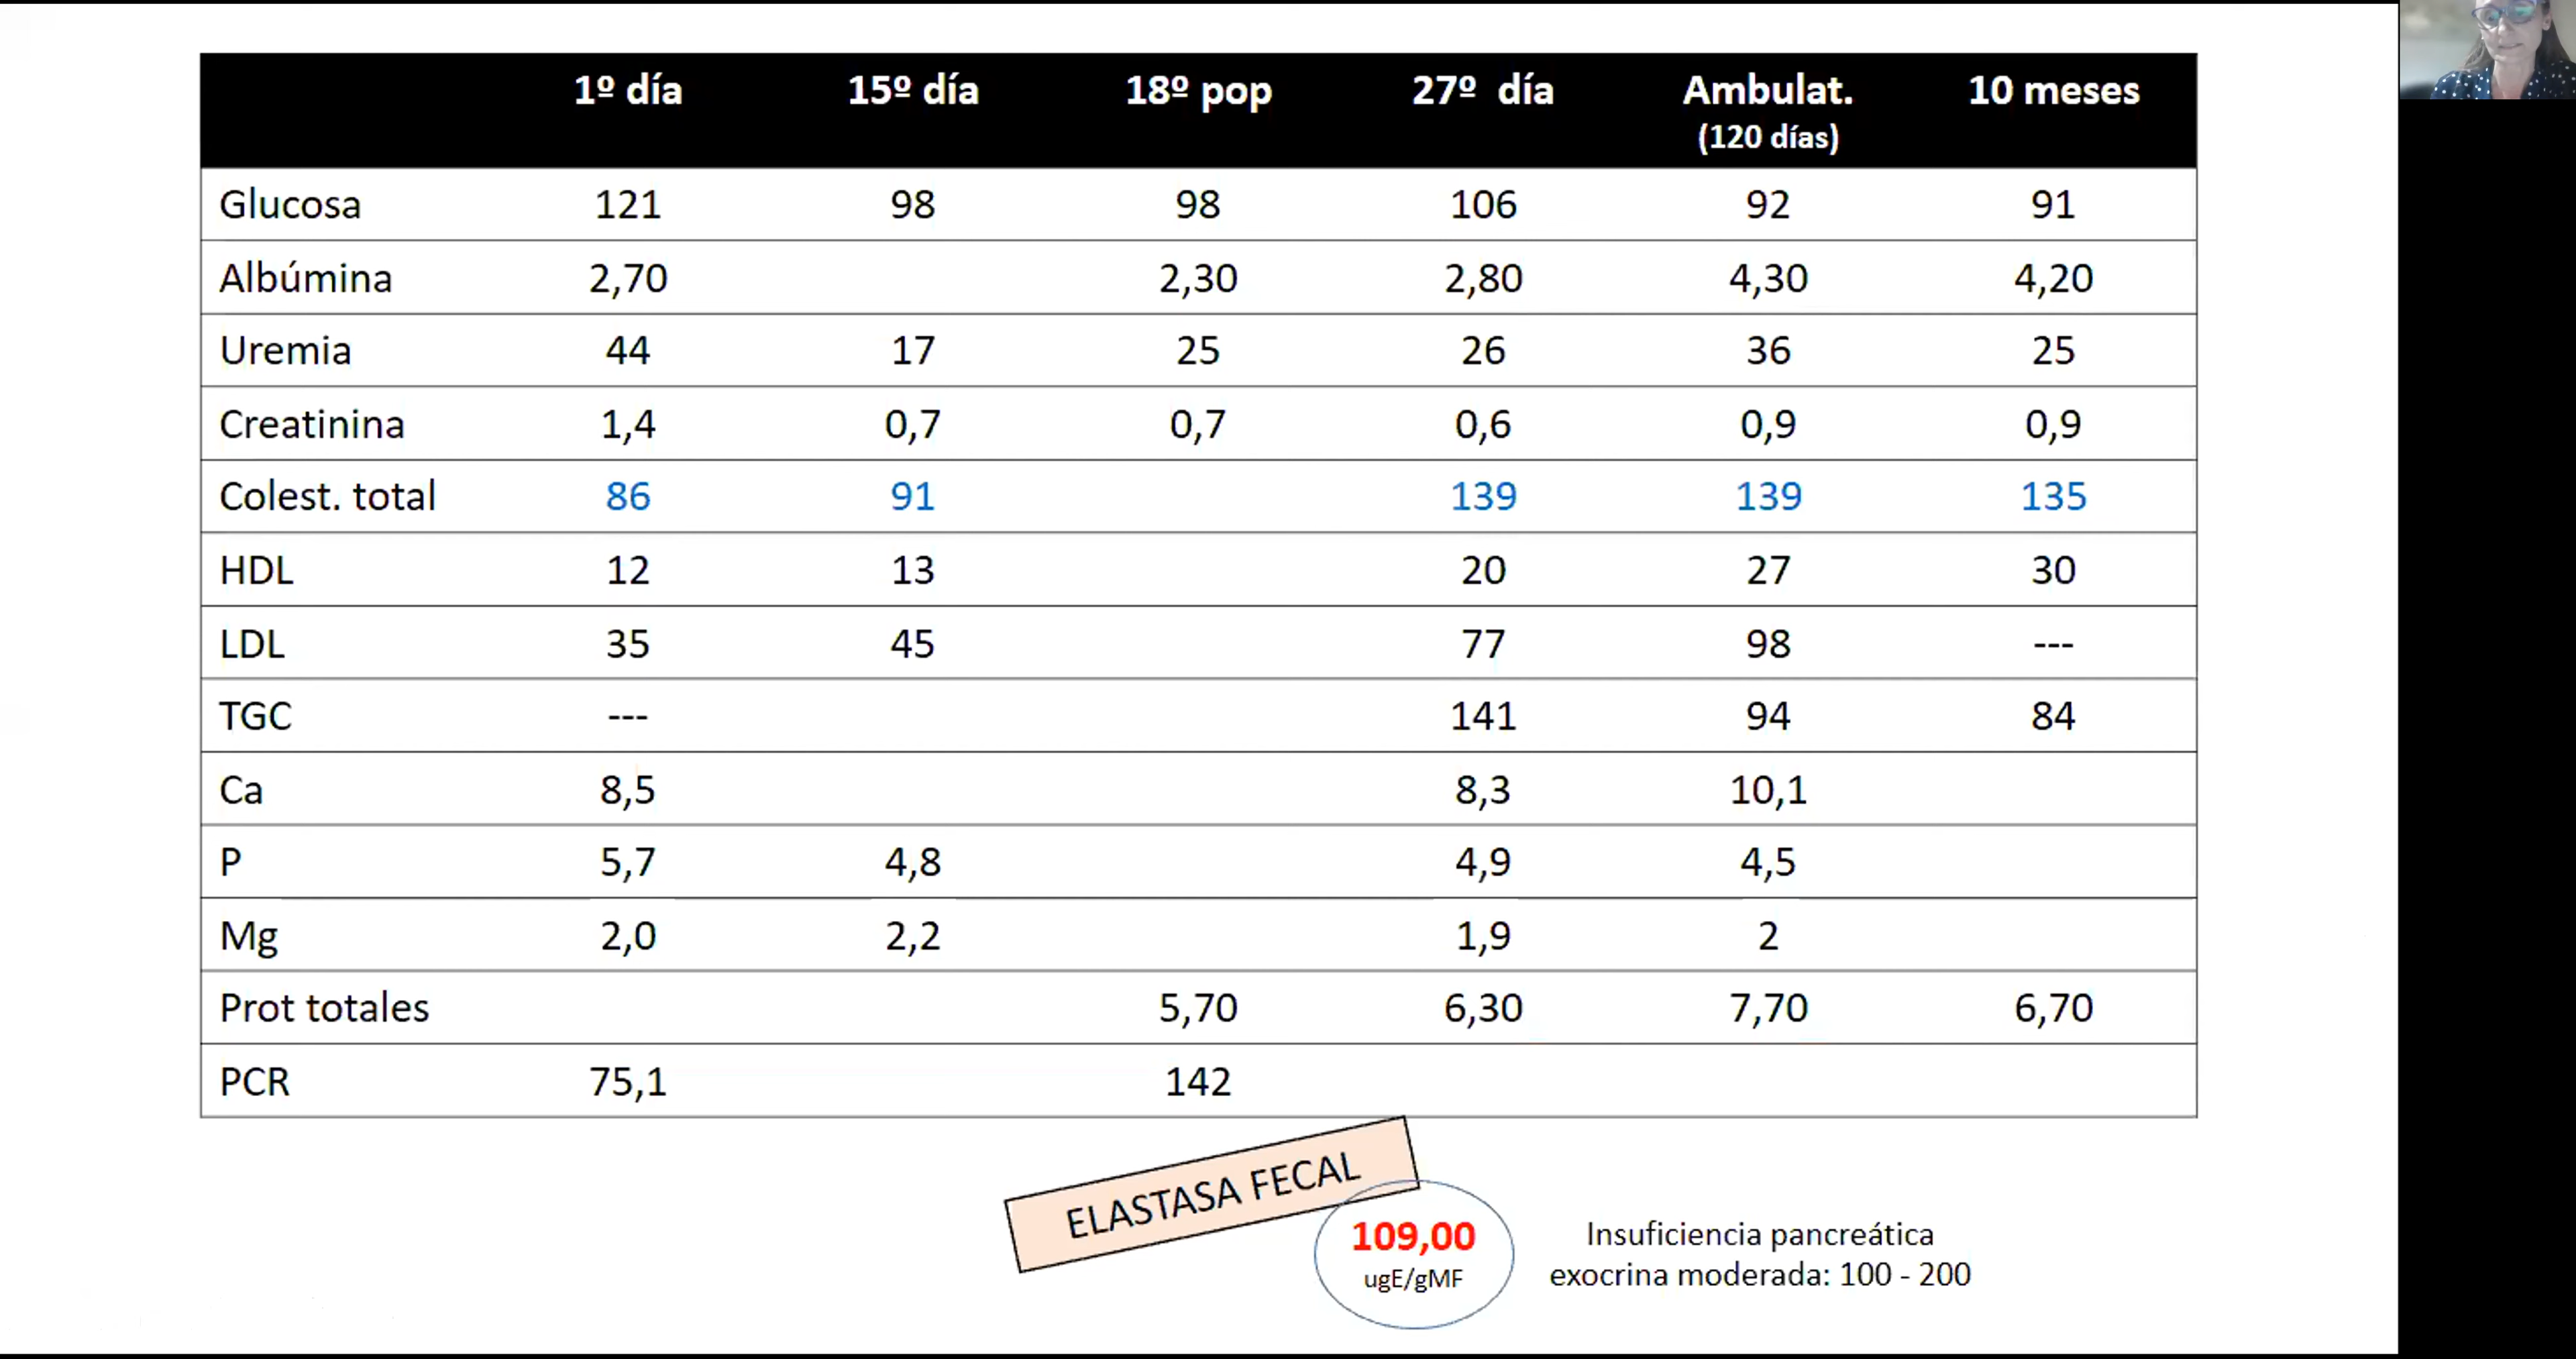 1º día 15º día 18º pop 27º día Ambulat. (120 días) 10 meses
Glucosa 121 98 98 106 92 91
Albúmina 2,70 2,30 2,80 4,30 4,20
Uremia 44 17 25 26 36 25
Creatinina 1,4 0,7 0,7 0,6 0,9 0,9
Colest. total 86 91 139 139 135
HDL 12 13 20 27 30
LDL 35 45 77 98 ---
TGC --- 141 94 84
Ca 8,5 8,3 10,1
P 5,7 4,8 4,9 4,5
Mg 2,0 2,2 1,9 2
Prot totales 5,70 6,30 7,70 6,70
PCR 75,1 142
ELASTASA FECAL
109,00
ugE/gMF
Insuficiencia pancreática
exocrina moderada: 100 - 200